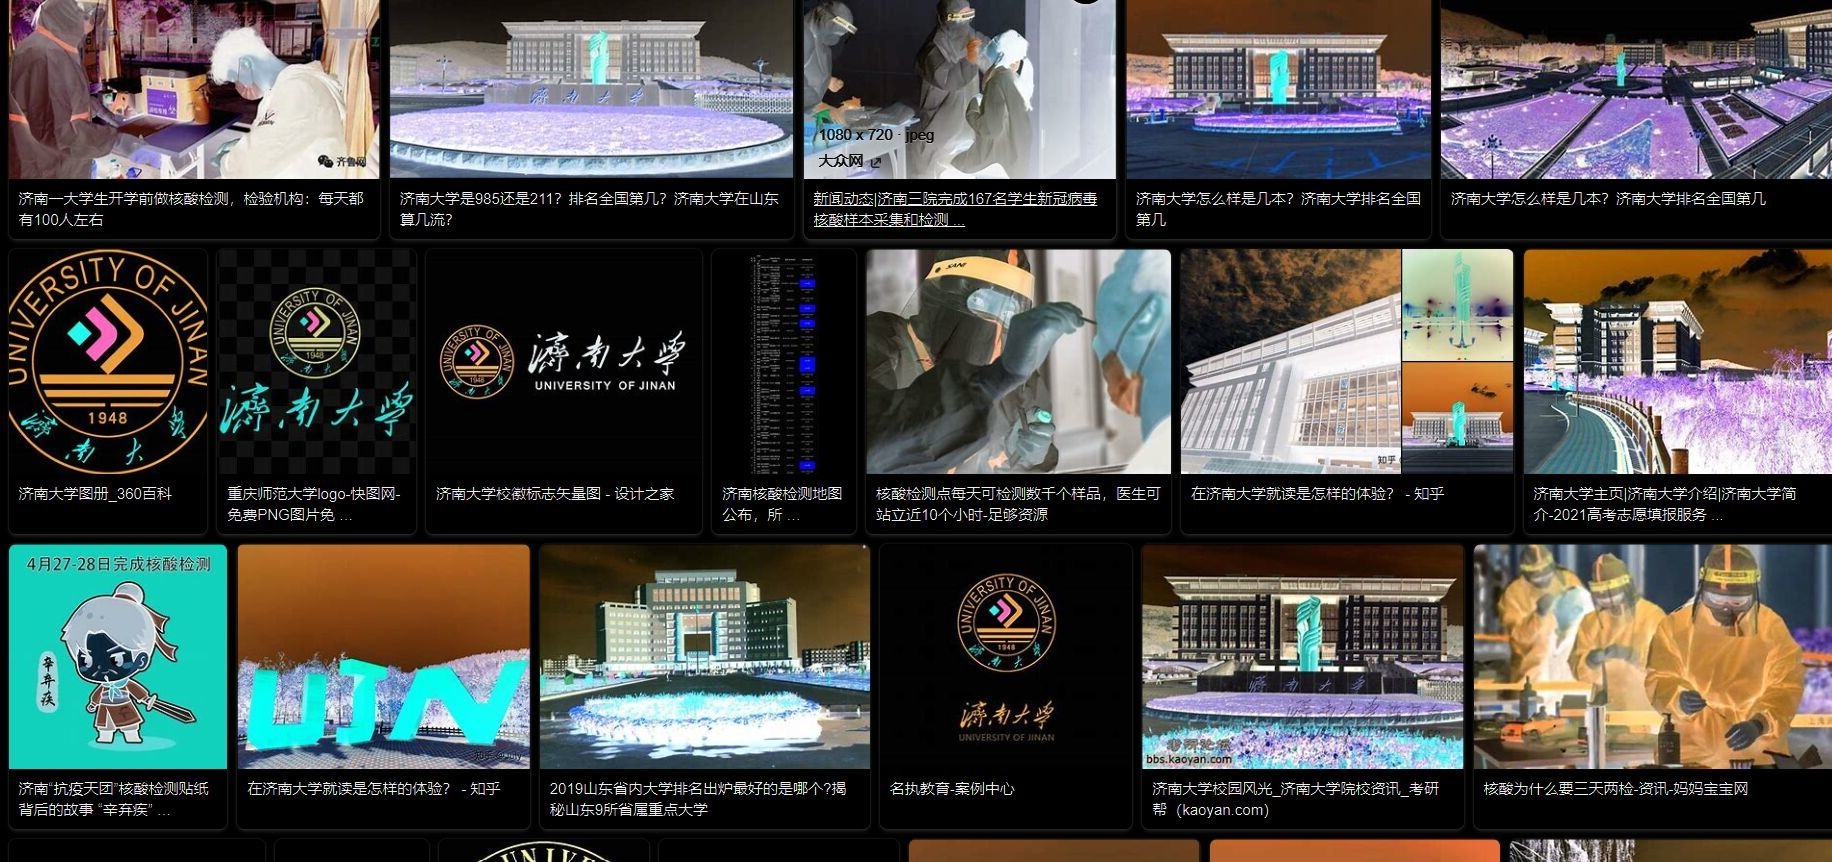 齐鲁网
济南大学
1080 x 720 · jpeg
大众网
济南一大学生开学前做核酸检测，检验机构：每天都
有100人左右
济南大学是985还是211？排名全国第几？济南大学在山东
算几流？
新闻动态|济南三院完成167名学生新冠病毒
核酸样本采集和检测 ...
济南大学怎么样是几本？济南大学排名全国
第几
济南大学怎么样是几本？济南大学排名全国第几
UNIVERSITY OF JINAN
1948
濟南大學
UNIVERSITY OF JINAN
1948
濟南大学
UNIVERSITY OF JINAN
1948
濟南大学
UNIVERSITY OF JINAN
SANI
知乎
济南大学图册_360百科
重庆师范大学logo-快图网-
免费PNG图片免 ...
济南大学校徽标志矢量图 - 设计之家
济南核酸检测地图
公布，所 ...
核酸检测点每天可检测数千个样品，医生可
站立近10个小时-足够资源
在济南大学就读是怎样的体验？ - 知乎
济南大学主页|济南大学介绍|济南大学简
介-2021高考志愿填报服务 ...
4月27-28日完成核酸检测
辛弃疾
UJN
知乎
UNIVERSITY OF JINAN
1948
濟南大学
UNIVERSITY OF JINAN
济南大学
bbs.kaoyan.com
济南“抗疫天团”核酸检测贴纸
背后的故事 “辛弃疾” ...
在济南大学就读是怎样的体验？ - 知乎
2019山东省内大学排名出炉最好的是哪个?揭
秘山东9所省属重点大学
名执教育-案例中心
济南大学校园风光_济南大学院校资讯_考研
帮（kaoyan.com）
核酸为什么要三天两检-资讯-妈妈宝宝网
UNIVE